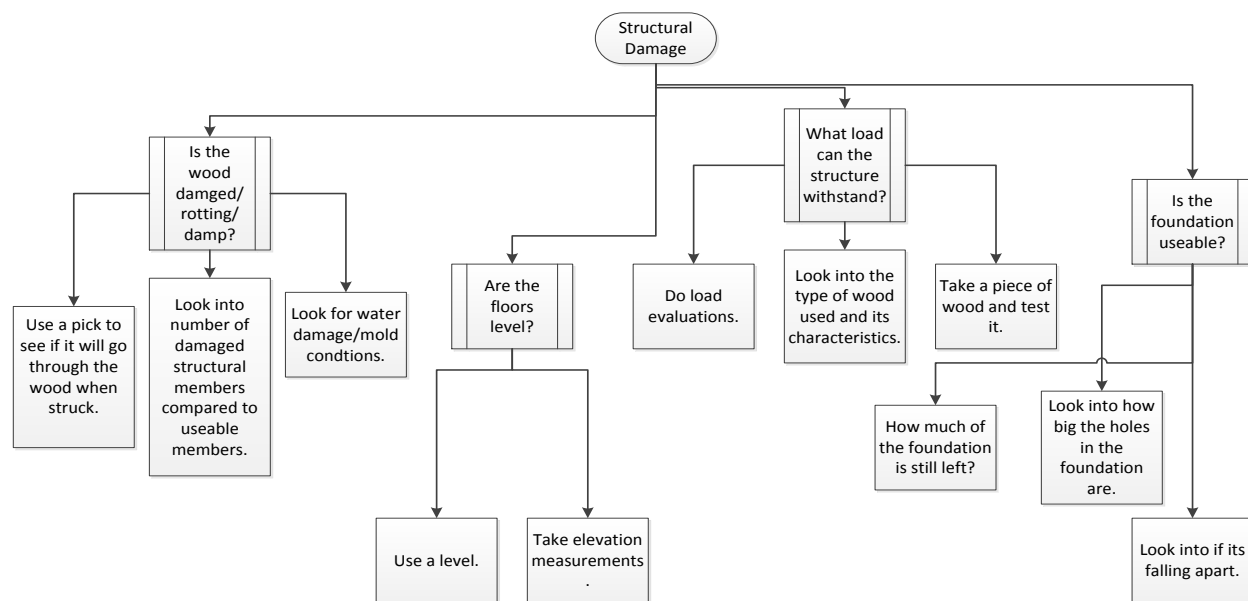 Structural
Damage
Is the
wood
damged/
rotting/
damp?
Use a pick to
see if it will go
through the
wood when
struck.
Look into
number of
damaged
structural
members
compared to
useable
members.
Look for water
damage/mold
condtions.
Are the
floors
level?
Use a level.
Take elevation
measurements
.
What load
can the
structure
withstand?
Do load
evaluations.
Look into the
type of wood
used and its
characteristics.
Take a piece of
wood and test
it.
Is the
foundation
useable?
How much of
the foundation
is still left?
Look into how
big the holes
in the
foundation
are.
Look into if its
falling apart.